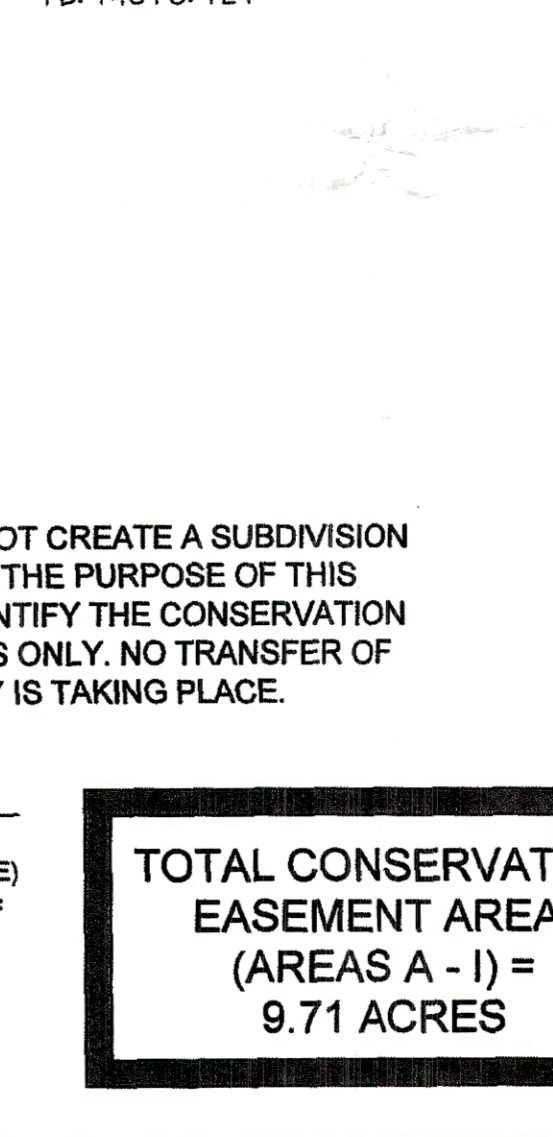 OT CREATE A SUBDIVISION
THE PURPOSE OF THIS
NTIFY THE CONSERVATION
S ONLY. NO TRANSFER OF
Y IS TAKING PLACE.
E)
TOTAL CONSERVAT
EASEMENT AREA
(AREAS A - I) =
9.71 ACRES